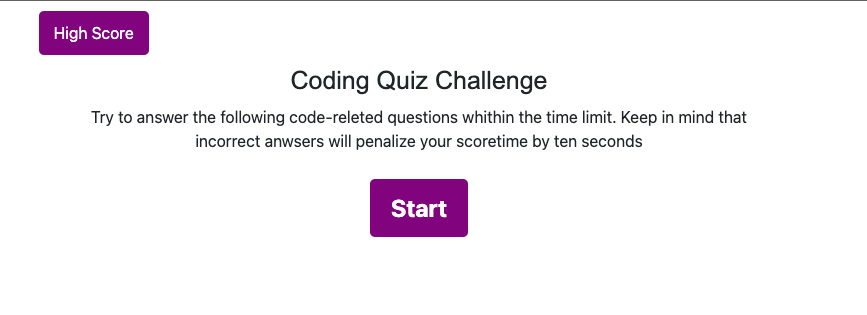 High Score
Coding Quiz Challenge
Try to answer the following code-releted questions whithin the time limit. Keep in mind that
incorrect anwsers will penalize your scoretime by ten seconds
Start